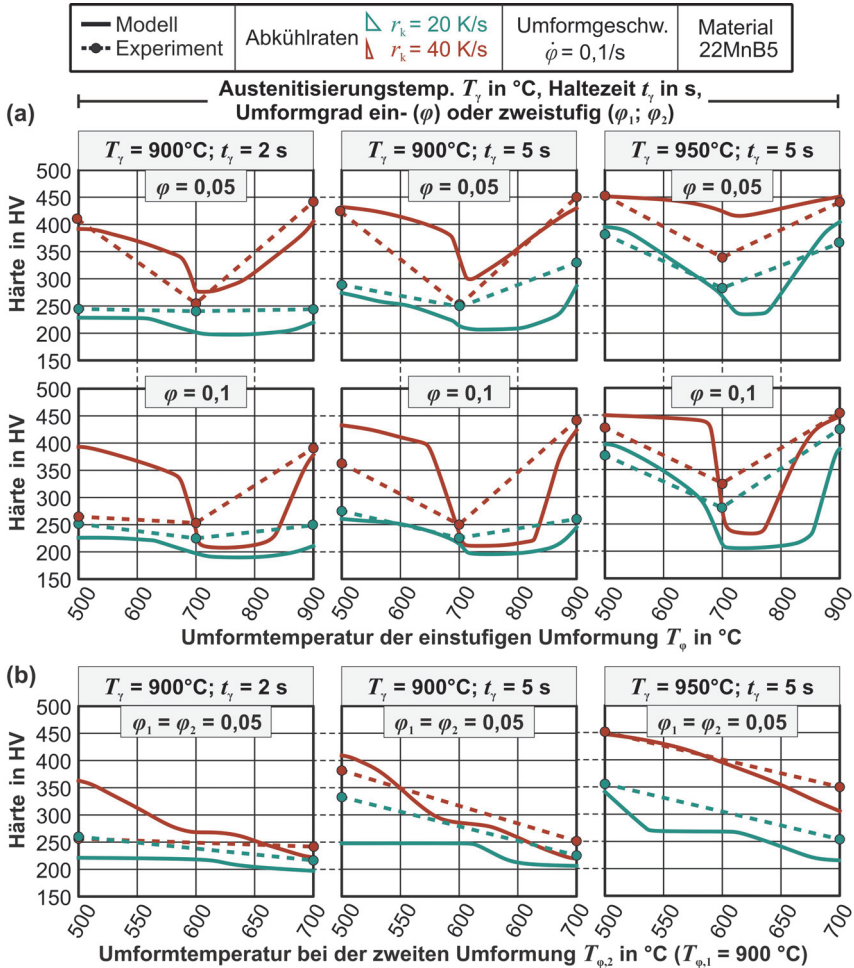 Modell
Experiment
Abkühlraten
r_k = 20 K/s
r_k = 40 K/s
Umformgeschw.
φ̇ = 0,1/s
Material
22MnB5
Austenitisierungstemp. T_γ in °C, Haltezeit t_γ in s,
Umformgrad ein- (φ) oder zweistufig (φ₁; φ₂)
(a)
T_γ = 900°C; t_γ = 2 s
T_γ = 900°C; t_γ = 5 s
T_γ = 950°C; t_γ = 5 s
φ = 0,05
φ = 0,05
φ = 0,05
Härte in HV
500
450
400
350
300
250
200
150
φ = 0,1
φ = 0,1
φ = 0,1
Härte in HV
500
450
400
350
300
250
200
150
500 700 800 900
500 700 800 900
500 700 800 900
Umformtemperatur der einstufigen Umformung T_φ in °C
(b)
T_γ = 900°C; t_γ = 2 s
T_γ = 900°C; t_γ = 5 s
T_γ = 950°C; t_γ = 5 s
φ₁ = φ₂ = 0,05
φ₁ = φ₂ = 0,05
φ₁ = φ₂ = 0,05
Härte in HV
500
450
400
350
300
250
200
150
500 550 600 650 700
500 550 600 650 700
500 550 600 650 700
Umformtemperatur bei der zweiten Umformung T_φ,2 in °C (T_φ,1 = 900 °C)